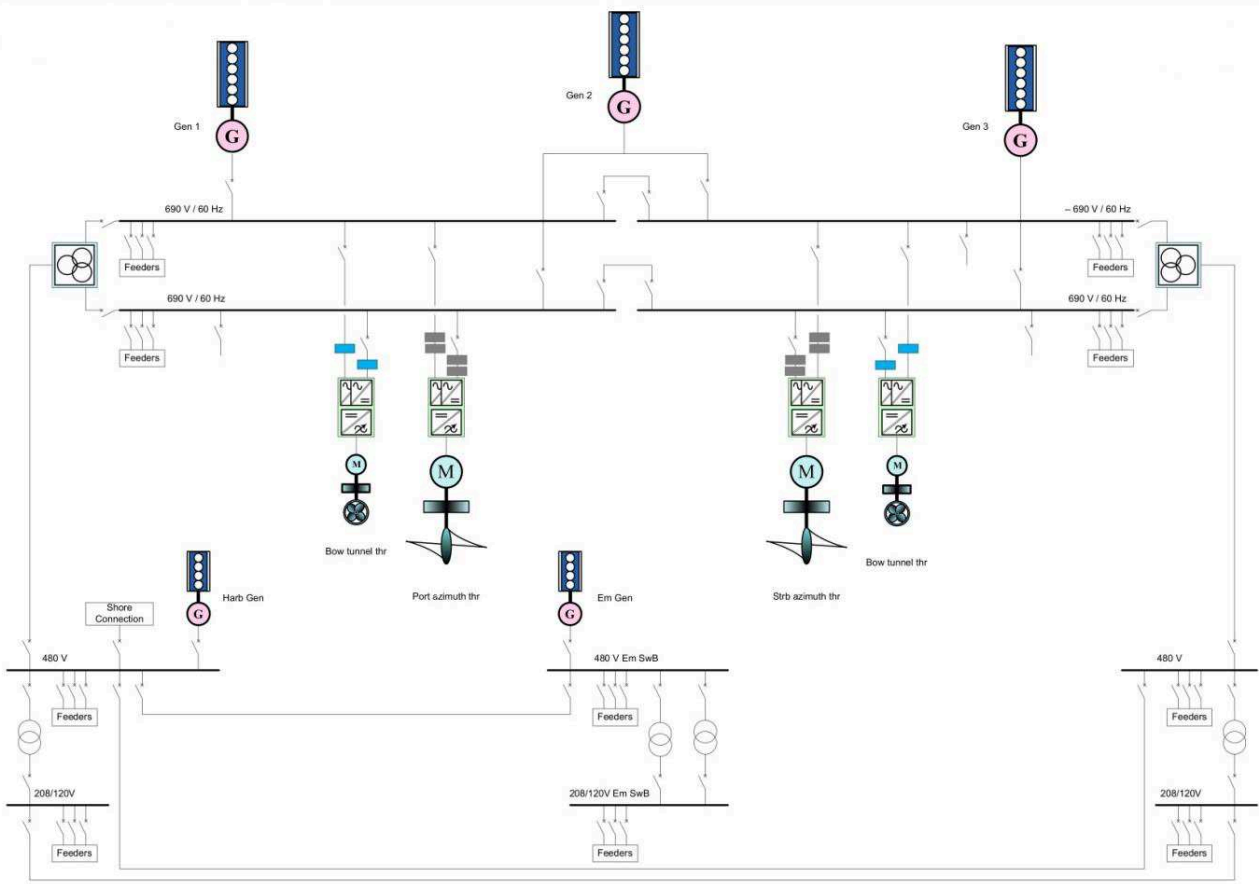 Gen 2
Gen 1
Gen 3
G
G
G
690 V / 60 Hz
– 690 V / 60 Hz
Feeders
Feeders
690 V / 60 Hz
690 V / 60 Hz
Feeders
Feeders
M
M
M
M
Bow tunnel thr
Port azimuth thr
Strb azimuth thr
Bow tunnel thr
Harb Gen
Em Gen
G
G
Shore
Connection
480 V
480 V Em SwB
480 V
Feeders
Feeders
Feeders
208/120V
208/120V Em SwB
208/120V
Feeders
Feeders
Feeders